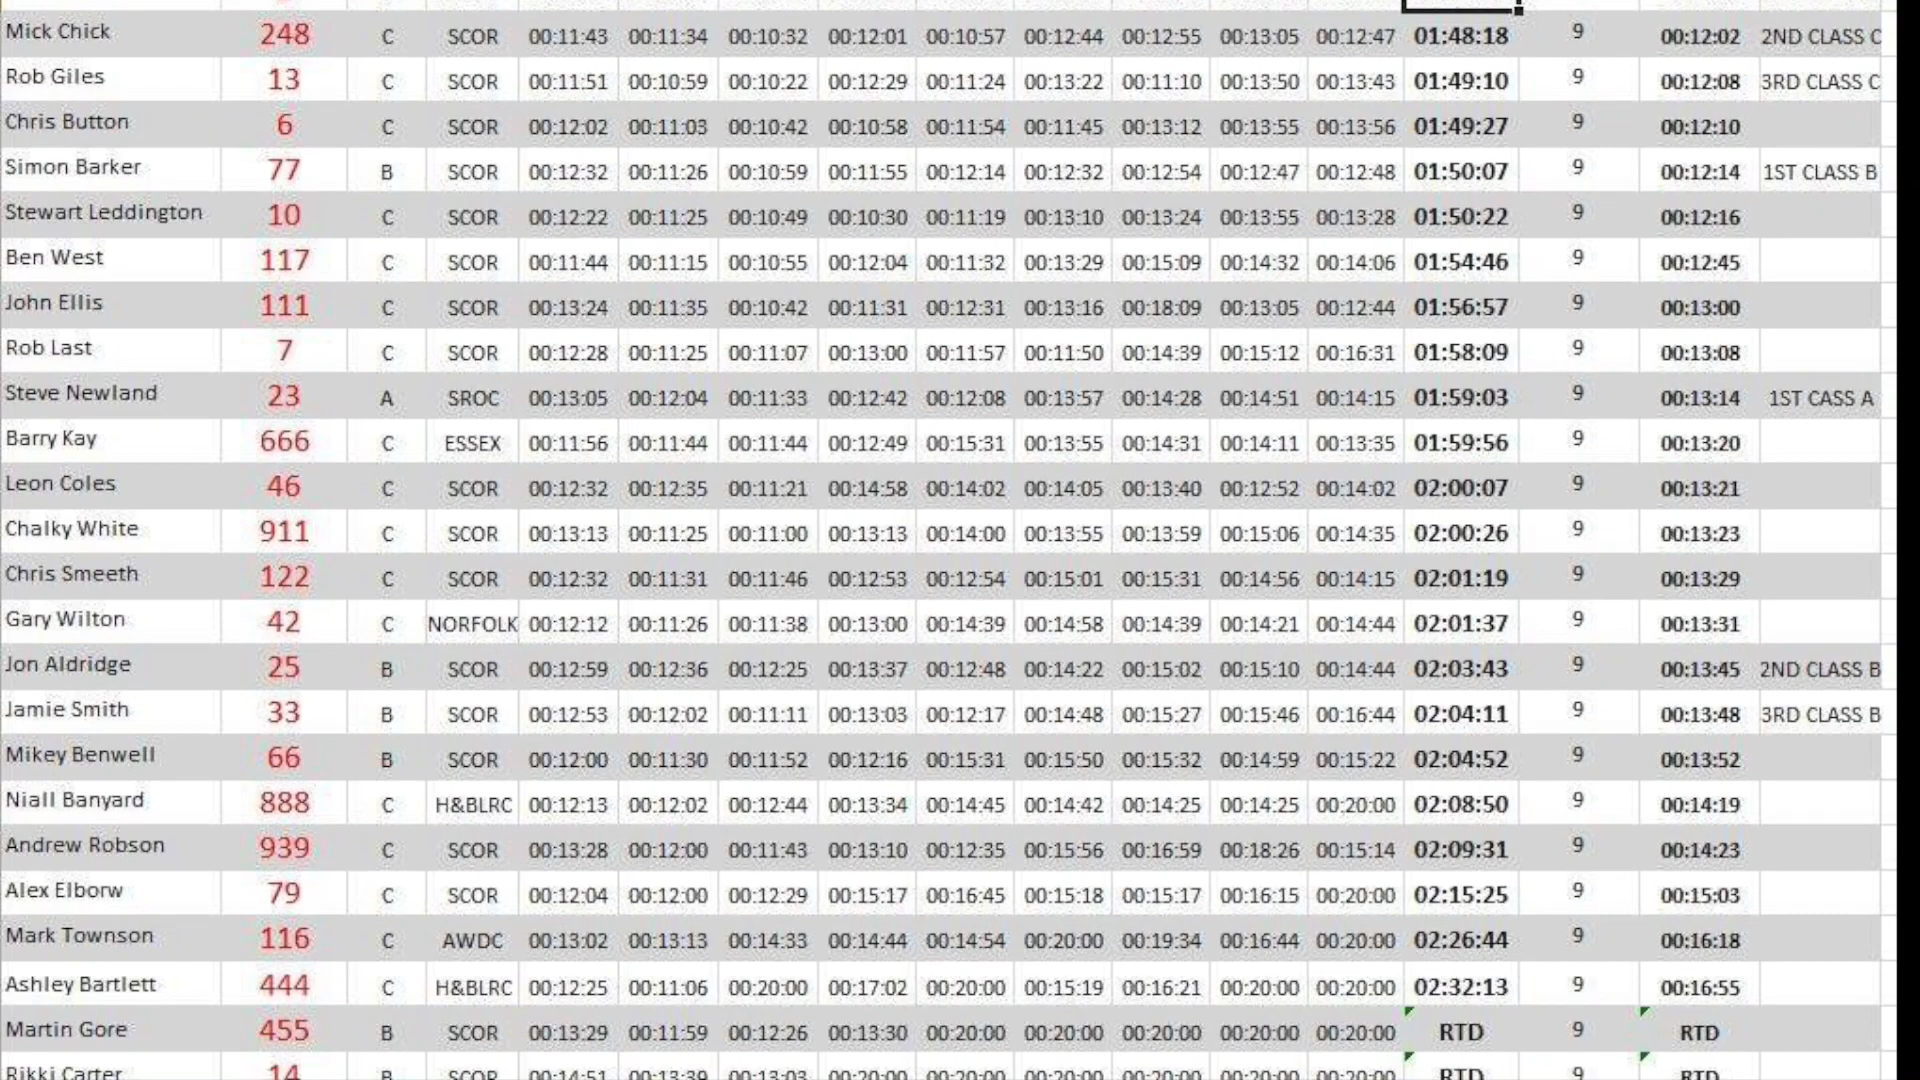 Mick Chick 248 C SCOR 00:11:43 00:11:34 00:10:32 00:12:01 00:10:57 00:12:44 00:12:55 00:13:05 00:12:47 01:48:18 9 00:12:02 2ND CLASS C
Rob Giles 13 C SCOR 00:11:51 00:10:59 00:10:22 00:12:29 00:11:24 00:13:22 00:11:10 00:13:50 00:13:43 01:49:10 9 00:12:08 3RD CLASS C
Chris Button 6 C SCOR 00:12:02 00:11:03 00:10:42 00:10:58 00:11:54 00:11:45 00:13:12 00:13:55 00:13:56 01:49:27 9 00:12:10
Simon Barker 77 B SCOR 00:12:32 00:11:26 00:10:59 00:11:55 00:12:14 00:12:32 00:12:54 00:12:47 00:12:48 01:50:07 9 00:12:14 1ST CLASS B
Stewart Leddington 10 C SCOR 00:12:22 00:11:25 00:10:49 00:10:30 00:11:19 00:13:10 00:13:24 00:13:55 00:13:28 01:50:22 9 00:12:16
Ben West 117 C SCOR 00:11:44 00:11:15 00:10:55 00:12:04 00:11:32 00:13:29 00:15:09 00:14:32 00:14:06 01:54:46 9 00:12:45
John Ellis 111 C SCOR 00:13:24 00:11:35 00:10:42 00:11:31 00:12:31 00:13:16 00:18:09 00:13:05 00:12:44 01:56:57 9 00:13:00
Rob Last 7 C SCOR 00:12:28 00:11:25 00:11:07 00:13:00 00:11:57 00:11:50 00:14:39 00:15:12 00:16:31 01:58:09 9 00:13:08
Steve Newland 23 A SROC 00:13:05 00:12:04 00:11:33 00:12:42 00:12:08 00:13:57 00:14:28 00:14:51 00:14:15 01:59:03 9 00:13:14 1ST CASS A
Barry Kay 666 C ESSEX 00:11:56 00:11:44 00:11:44 00:12:49 00:15:31 00:13:55 00:14:31 00:14:11 00:13:35 01:59:56 9 00:13:20
Leon Coles 46 C SCOR 00:12:32 00:12:35 00:11:21 00:14:58 00:14:02 00:14:05 00:13:40 00:12:52 00:14:02 02:00:07 9 00:13:21
Chalky White 911 C SCOR 00:13:13 00:11:25 00:11:00 00:13:13 00:14:00 00:13:55 00:13:59 00:15:06 00:14:35 02:00:26 9 00:13:23
Chris Smeeth 122 C SCOR 00:12:32 00:11:31 00:11:46 00:12:53 00:12:54 00:15:01 00:15:31 00:14:56 00:14:15 02:01:19 9 00:13:29
Gary Wilton 42 C NORFOLK 00:12:12 00:11:26 00:11:38 00:13:00 00:14:39 00:14:58 00:14:39 00:14:21 00:14:44 02:01:37 9 00:13:31
Jon Aldridge 25 B SCOR 00:12:59 00:12:36 00:12:25 00:13:37 00:12:48 00:14:22 00:15:02 00:15:10 00:14:44 02:03:43 9 00:13:45 2ND CLASS B
Jamie Smith 33 B SCOR 00:12:53 00:12:02 00:11:11 00:13:03 00:12:17 00:14:48 00:15:27 00:15:46 00:16:44 02:04:11 9 00:13:48 3RD CLASS B
Mikey Benwell 66 B SCOR 00:12:00 00:11:30 00:11:52 00:12:16 00:15:31 00:15:50 00:15:32 00:14:59 00:15:22 02:04:52 9 00:13:52
Niall Banyard 888 C H&BLRC 00:12:13 00:12:02 00:12:44 00:13:34 00:14:45 00:14:42 00:14:25 00:14:25 00:20:00 02:08:50 9 00:14:19
Andrew Robson 939 C SCOR 00:13:28 00:12:00 00:11:43 00:13:10 00:12:35 00:15:56 00:16:59 00:18:26 00:15:14 02:09:31 9 00:14:23
Alex Elborw 79 C SCOR 00:12:04 00:12:00 00:12:29 00:15:17 00:16:45 00:15:18 00:15:17 00:16:15 00:20:00 02:15:25 9 00:15:03
Mark Townson 116 C AWDC 00:13:02 00:13:13 00:14:33 00:14:44 00:14:54 00:20:00 00:19:34 00:16:44 00:20:00 02:26:44 9 00:16:18
Ashley Bartlett 444 C H&BLRC 00:12:25 00:11:06 00:20:00 00:17:02 00:20:00 00:15:19 00:16:21 00:20:00 00:20:00 02:32:13 9 00:16:55
Martin Gore 455 B SCOR 00:13:29 00:11:59 00:12:26 00:13:30 00:20:00 00:20:00 00:20:00 00:20:00 00:20:00 RTD 9 RTD
Rikki Carter 14 B SCOR 00:14:51 00:13:39 00:13:03 00:20:00 00:20:00 00:20:00 00:20:00 00:20:00 00:20:00 RTD 9 RTD